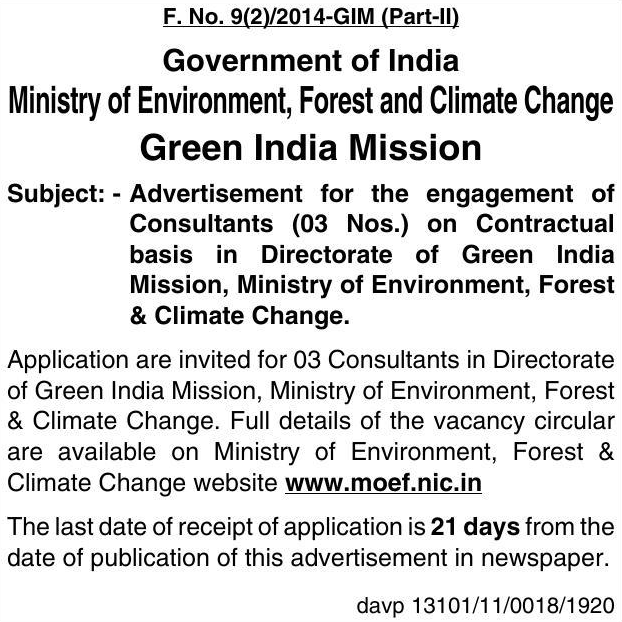 F. No. 9(2)/2014-GIM (Part-II)
Government of India
Ministry of Environment, Forest and Climate Change
Green India Mission
Subject: - Advertisement for the engagement of
Consultants (03 Nos.) on Contractual
basis in Directorate of Green India
Mission, Ministry of Environment, Forest
& Climate Change.
Application are invited for 03 Consultants in Directorate
of Green India Mission, Ministry of Environment, Forest
& Climate Change. Full details of the vacancy circular
are available on Ministry of Environment, Forest &
Climate Change website www.moef.nic.in
The last date of receipt of application is 21 days from the
date of publication of this advertisement in newspaper.
davp 13101/11/0018/1920